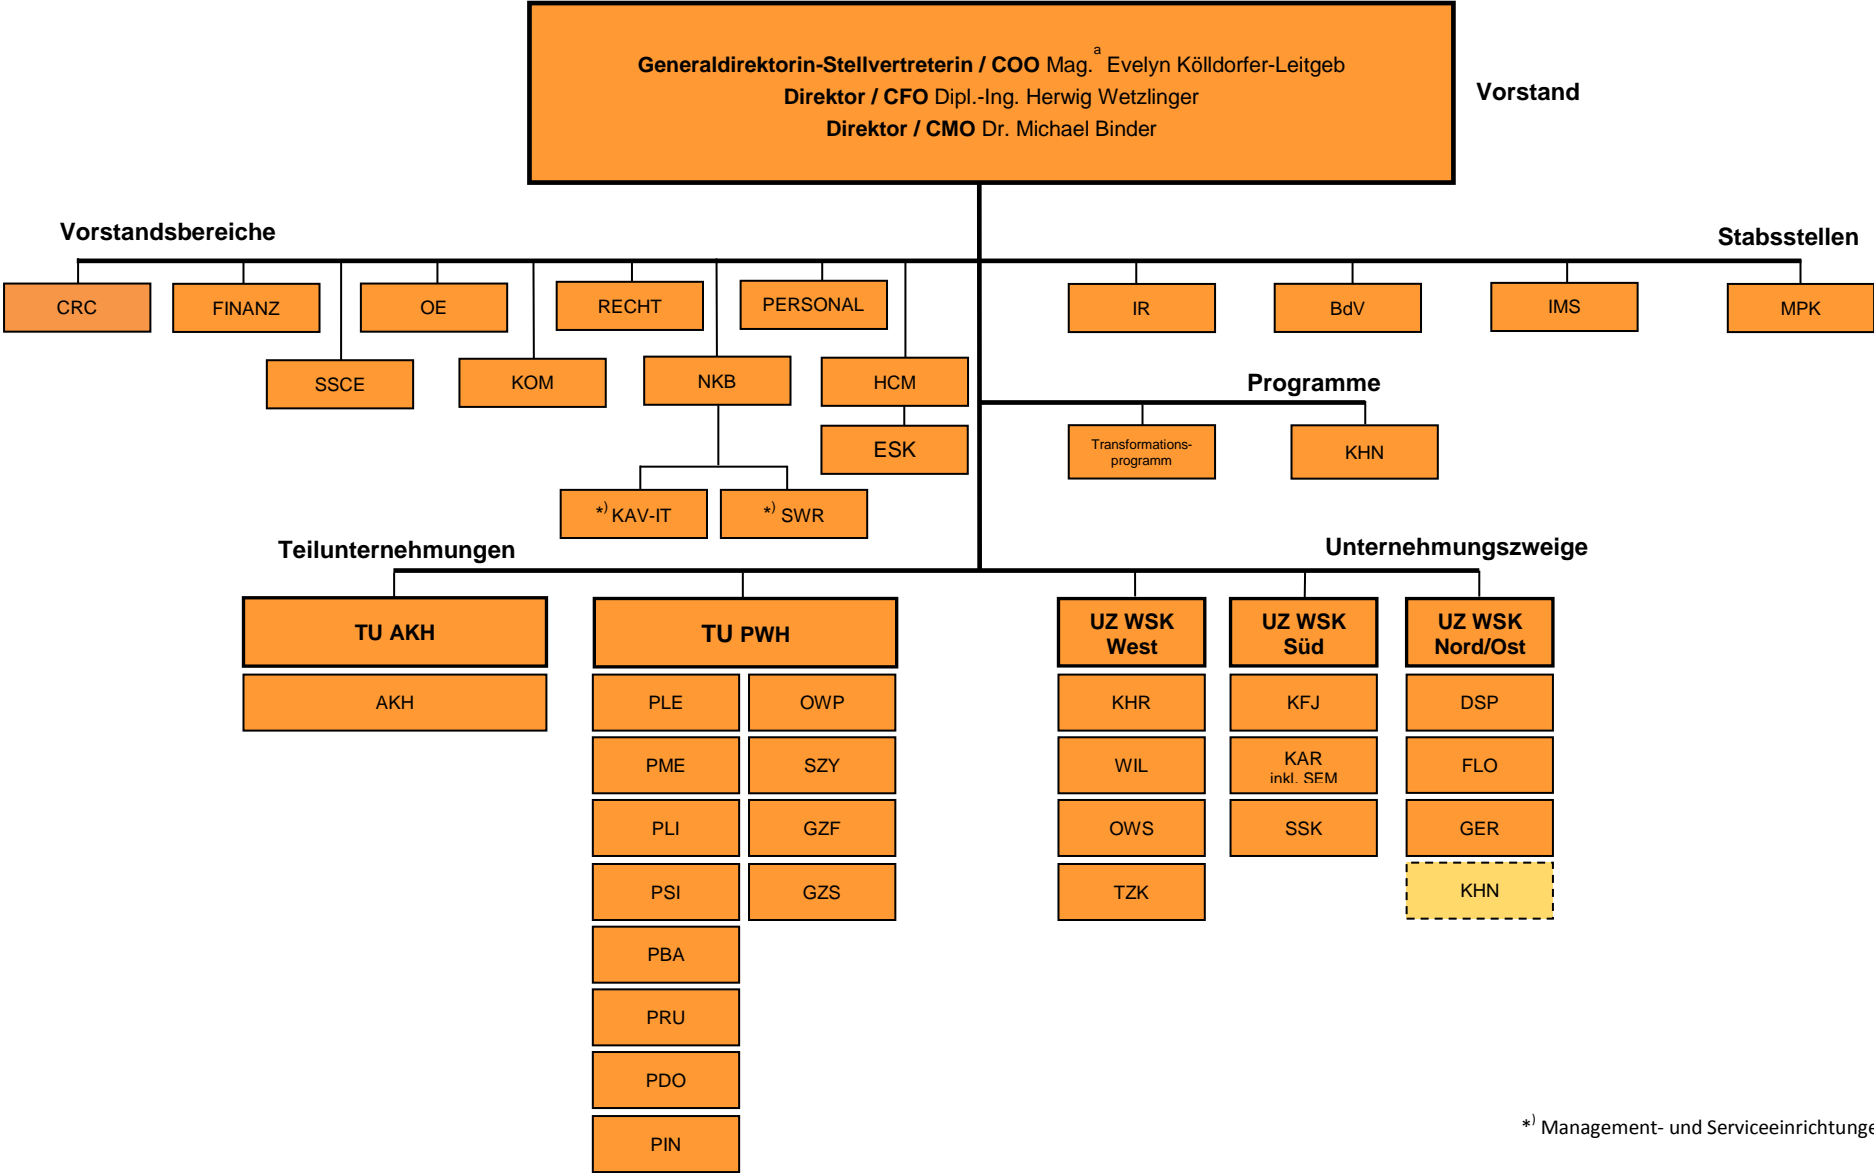 Generaldirektorin-Stellvertreterin / COO Mag.ᵃ Evelyn Kölldorfer-Leitgeb
Direktor / CFO Dipl.-Ing. Herwig Wetzlinger
Direktor / CMO Dr. Michael Binder
Vorstand
Vorstandsbereiche
Stabsstellen
CRC
FINANZ
OE
RECHT
PERSONAL
IR
BdV
IMS
MPK
SSCE
KOM
NKB
HCM
Programme
ESK
Transformations-
programm
KHN
*) KAV-IT
*) SWR
Teilunternehmungen
Unternehmungszweige
TU AKH
TU PWH
UZ WSK
West
UZ WSK
Süd
UZ WSK
Nord/Ost
AKH
PLE
OWP
KHR
KFJ
DSP
PME
SZY
WIL
KAR
inkl. SEM
FLO
PLI
GZF
OWS
SSK
GER
PSI
GZS
TZK
KHN
PBA
PRU
PDO
PIN
*) Management- und Serviceeinrichtunge